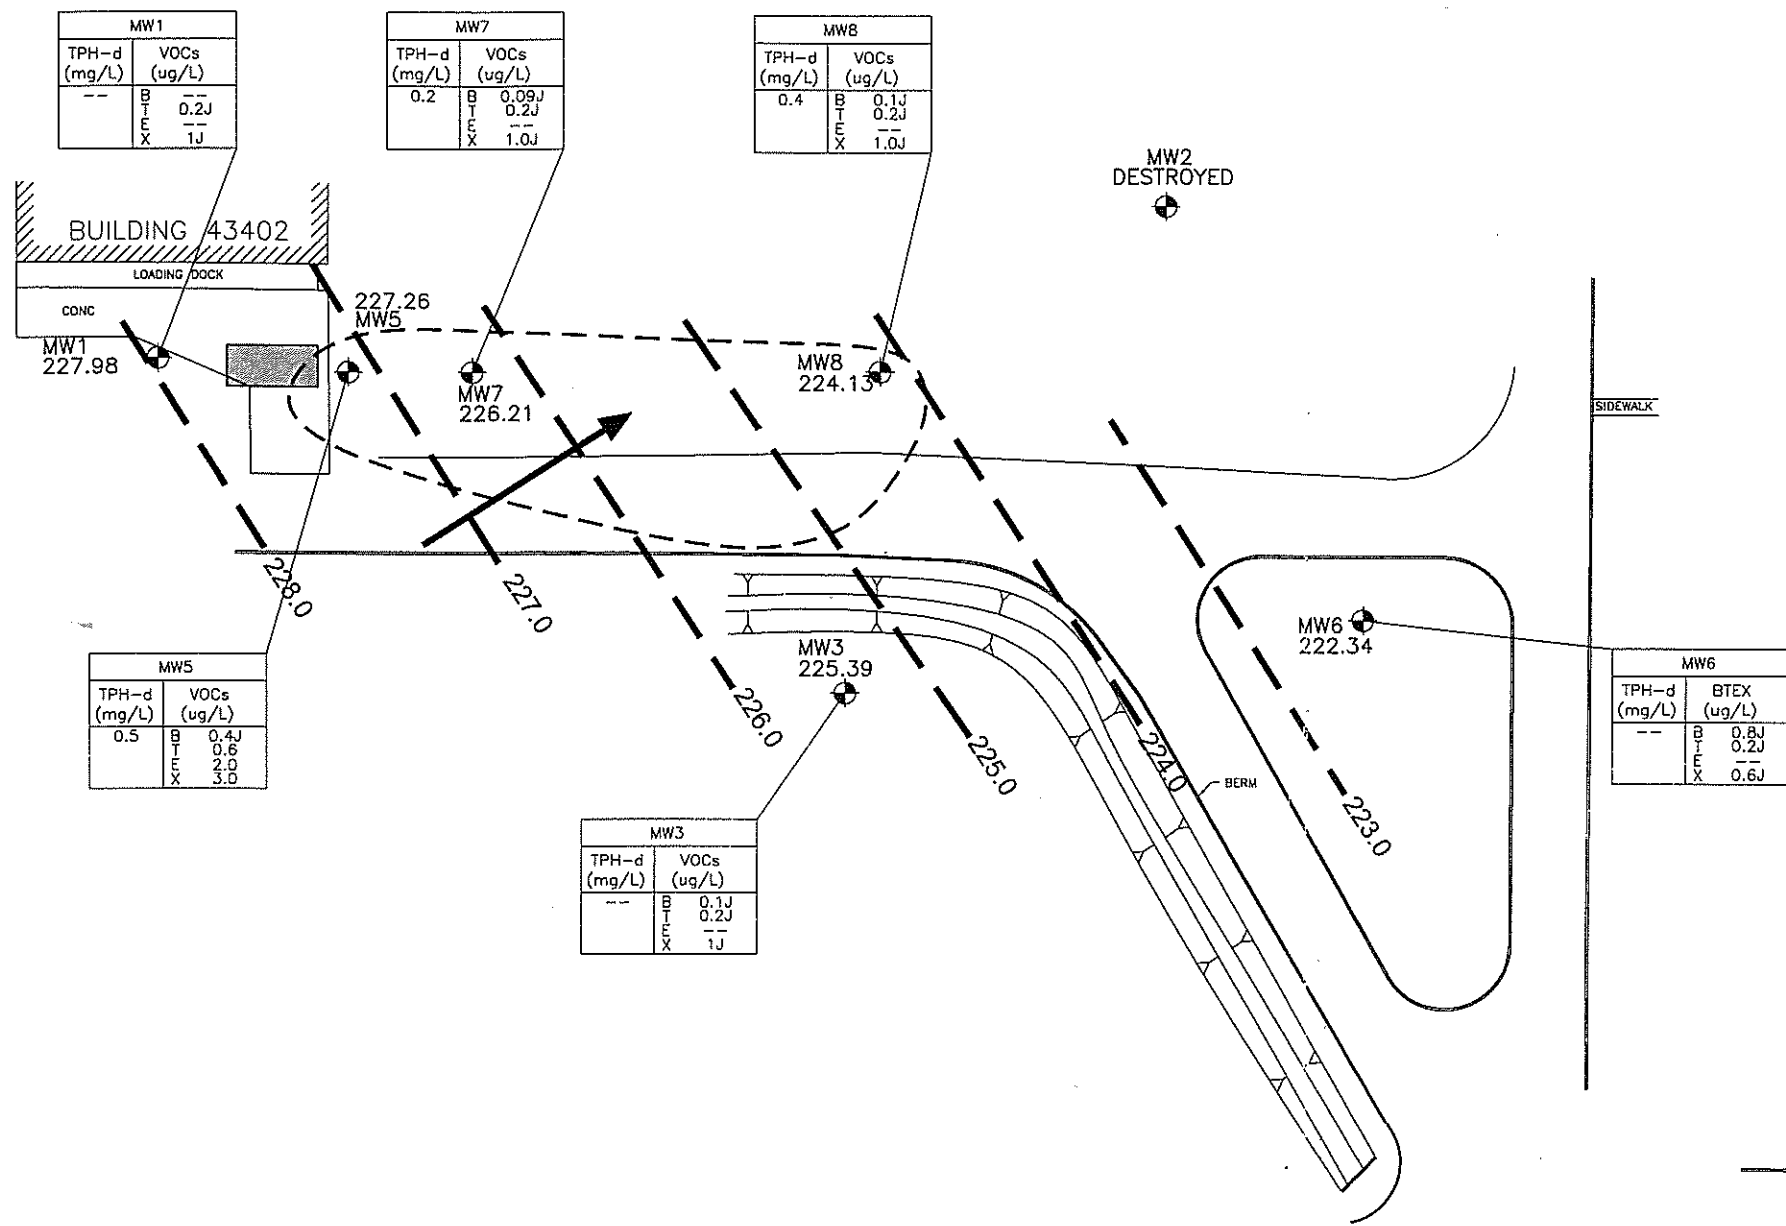 MW1
TPH-d VOCs
(mg/L) (ug/L)
-- B --
T 0.2J
E --
X 1J
MW7
TPH-d VOCs
(mg/L) (ug/L)
0.2 B 0.09J
T 0.2J
E --
X 1.0J
MW8
TPH-d VOCs
(mg/L) (ug/L)
0.4 B 0.1J
T 0.2J
E --
X 1.0J
MW2
DESTROYED
BUILDING 43402
LOADING DOCK
CONC
227.26
MW5
MW1
227.98
MW7
226.21
MW8
224.13
SIDEWALK
228.0
227.0
226.0
225.0
224.0
223.0
MW3
225.39
MW6
222.34
BERM
MW5
TPH-d VOCs
(mg/L) (ug/L)
0.5 B 0.4J
T 0.6
E 2.0
X 3.0
MW6
TPH-d BTEX
(mg/L) (ug/L)
-- B 0.8J
T 0.2J
E --
X 0.6J
MW3
TPH-d VOCs
(mg/L) (ug/L)
-- B 0.1J
T 0.2J
E --
X 1J